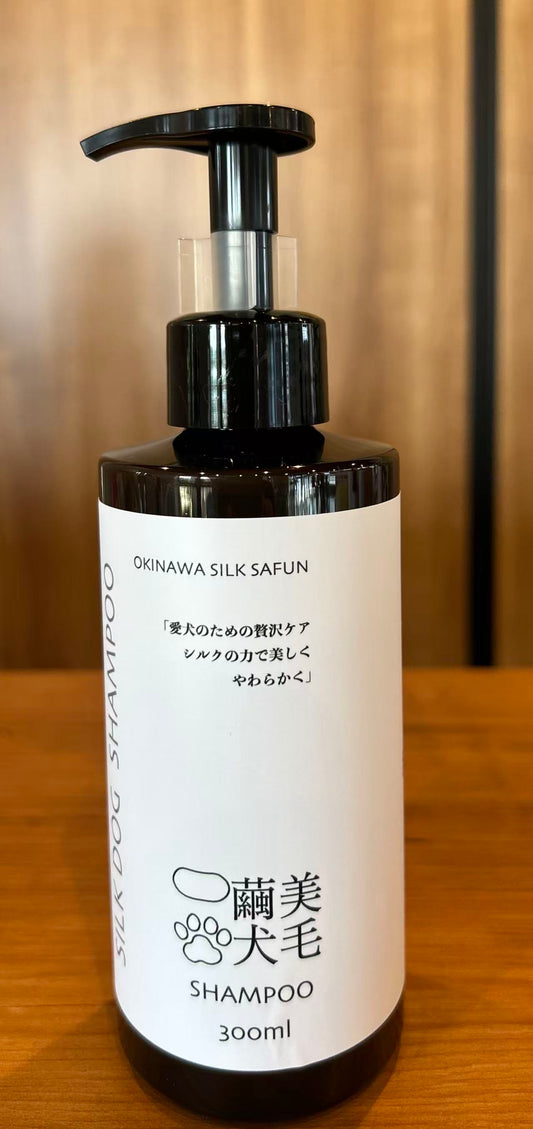 OKINAWA SILK SAFUN
「愛犬のための贅沢ケア
シルクの力で美しく
やわらかく」
SILK DOG SHAMPOO
美毛
繭犬
SHAMPOO
300ml